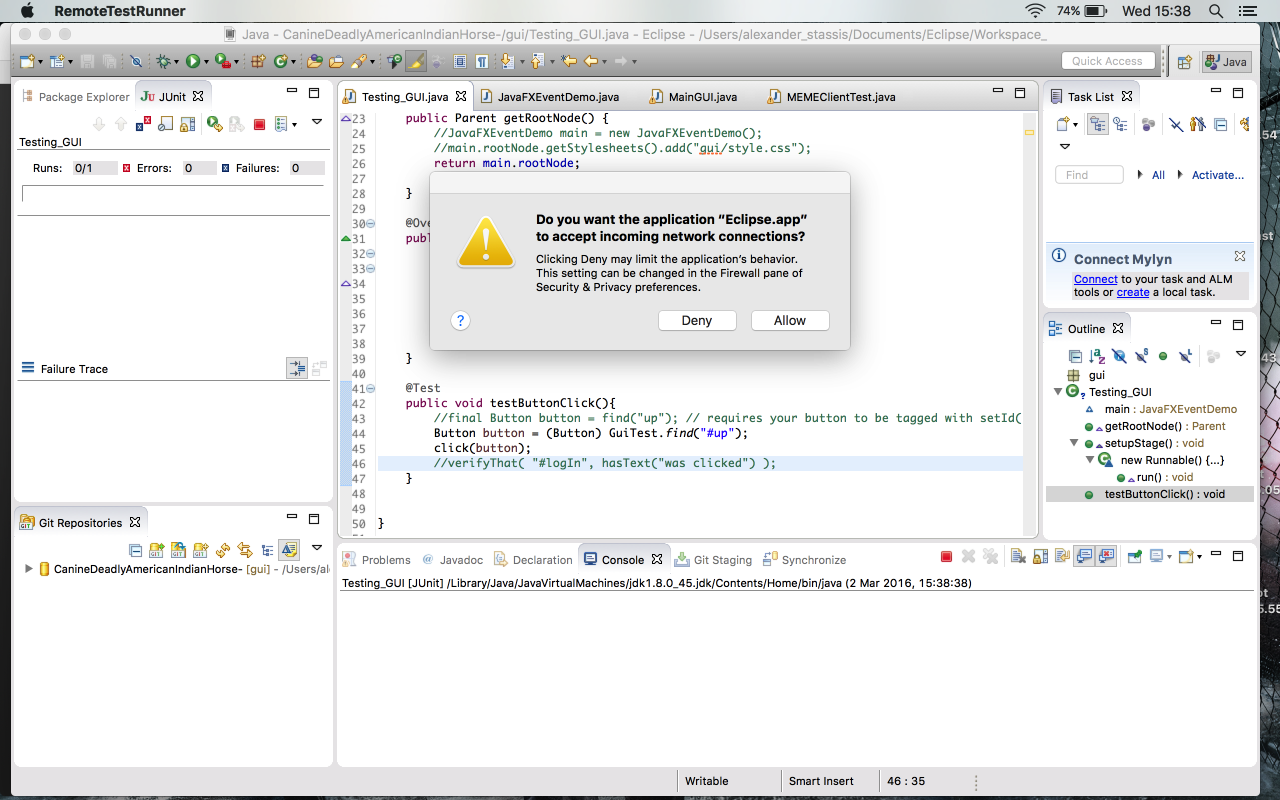 RemoteTestRunner
74%
Wed 15:38
Java - CanineDeadlyAmericanIndianHorse-/gui/Testing_GUI.java - Eclipse - /Users/alexander_stassis/Documents/Eclipse/Workspace_
Quick Access
Java
Package Explorer
JUnit
Testing_GUI
Runs: 0/1
Errors: 0
Failures: 0
Failure Trace
Git Repositories
CanineDeadlyAmericanIndianHorse- [gui] - /Users/al
Testing_GUI.java
JavaFXEventDemo.java
MainGUI.java
MEMEClientTest.java
23 public Parent getRootNode() {
24 //JavaFXEventDemo main = new JavaFXEventDemo();
25 //main.rootNode.getStylesheets().add("gui/style.css");
26 return main.rootNode;
27
28 }
29
30 @Ove
31 publ
32
33
34
35
36
37
38
39 }
40
41 @Test
42 public void testButtonClick(){
43 //final Button button = find("up"); // requires your button to be tagged with setId(
44 Button button = (Button) GuiTest.find("#up");
45 click(button);
46 //verifyThat( "#logIn", hasText("was clicked") );
47 }
48
49
50 }
Do you want the application “Eclipse.app”
to accept incoming network connections?
Clicking Deny may limit the application’s behavior.
This setting can be changed in the Firewall pane of
Security & Privacy preferences.
?
Deny
Allow
Problems
Javadoc
Declaration
Console
Git Staging
Synchronize
Testing_GUI [JUnit] /Library/Java/JavaVirtualMachines/jdk1.8.0_45.jdk/Contents/Home/bin/java (2 Mar 2016, 15:38:38)
Task List
Find
All
Activate...
Connect Mylyn
Connect to your task and ALM
tools or create a local task.
Outline
gui
Testing_GUI
main : JavaFXEventDemo
getRootNode() : Parent
setupStage() : void
new Runnable() {...}
run() : void
testButtonClick() : void
Writable
Smart Insert
46 : 35